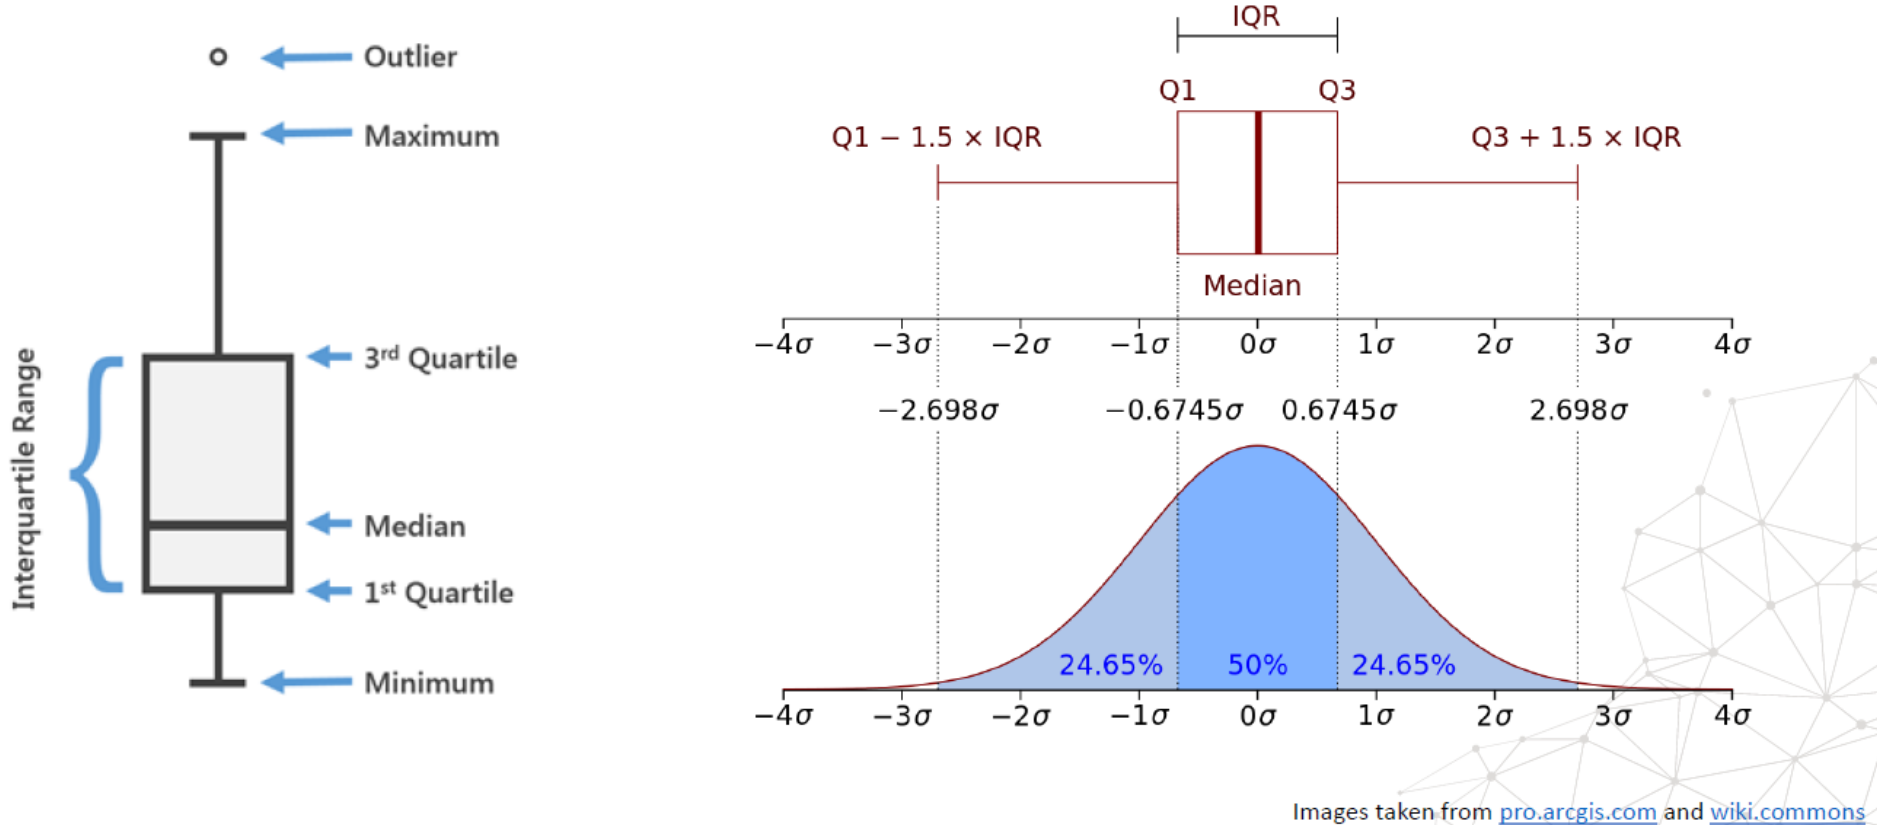 Outlier
Maximum
3rd Quartile
Interquartile Range
Median
1st Quartile
Minimum
IQR
Q1 Q3
Q1 − 1.5 × IQR Q3 + 1.5 × IQR
Median
−4σ −3σ −2σ −1σ 0σ 1σ 2σ 3σ 4σ
−2.698σ −0.6745σ 0.6745σ 2.698σ
24.65% 50% 24.65%
−4σ −3σ −2σ −1σ 0σ 1σ 2σ 3σ 4σ
Images taken from pro.arcgis.com and wiki.commons